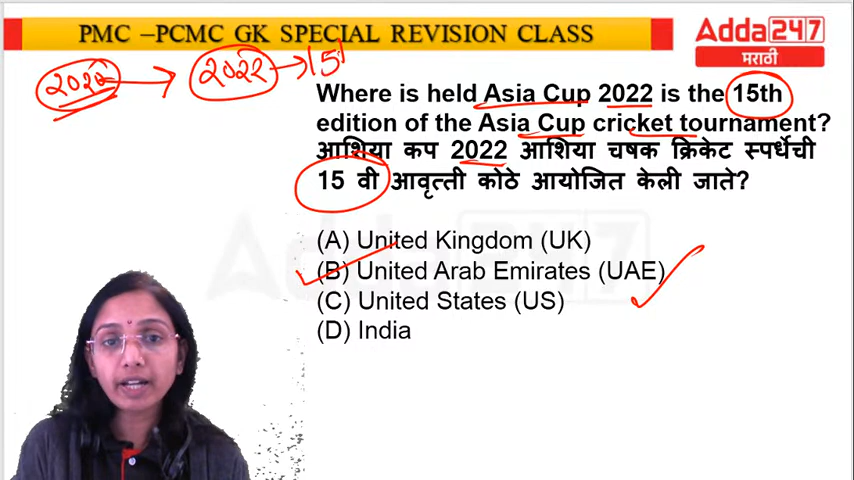 PMC –PCMC GK SPECIAL REVISION CLASS
Adda247
मराठी
२०२२ → 15
Where is held Asia Cup 2022 is the 15th
edition of the Asia Cup cricket tournament?
आशिया कप 2022 आशिया चषक क्रिकेट स्पर्धेची
15 वी आवृत्ती कोठे आयोजित केली जाते?
(A) United Kingdom (UK)
(B) United Arab Emirates (UAE)
(C) United States (US)
(D) India